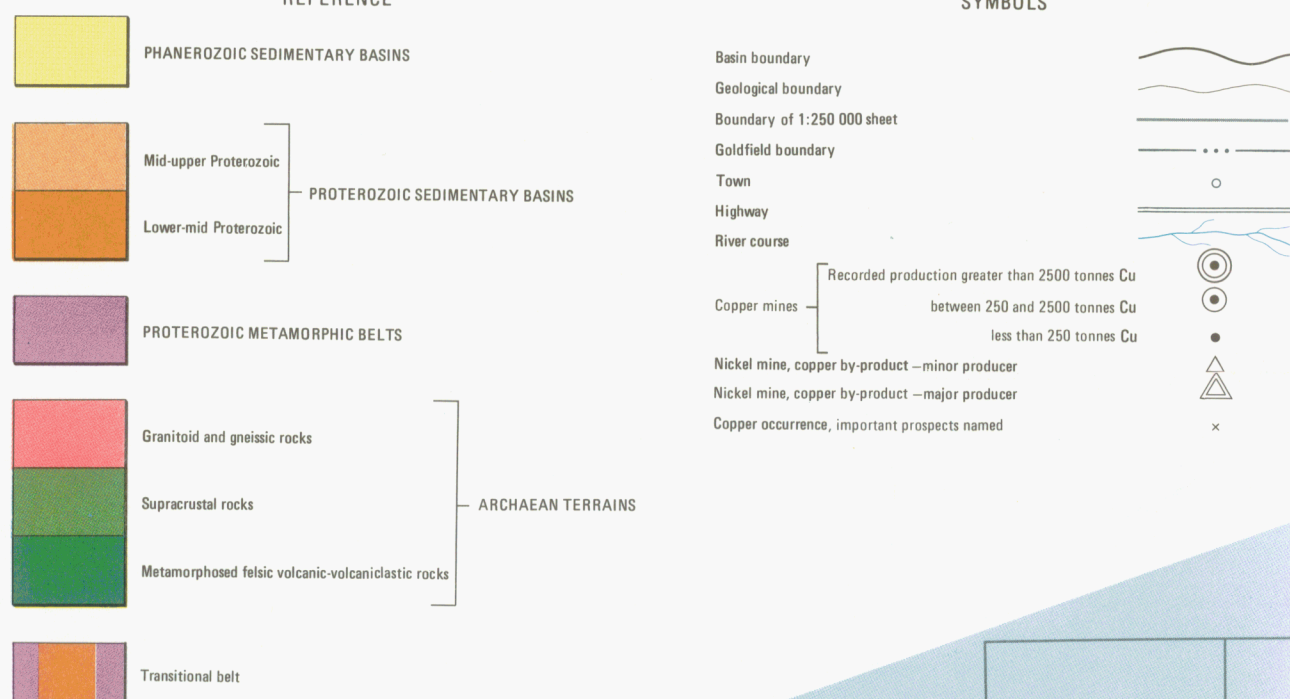 REFERENCE
PHANEROZOIC SEDIMENTARY BASINS
Mid-upper Proterozoic
PROTEROZOIC SEDIMENTARY BASINS
Lower-mid Proterozoic
PROTEROZOIC METAMORPHIC BELTS
Granitoid and gneissic rocks
Supracrustal rocks
ARCHAEAN TERRAINS
Metamorphosed felsic volcanic-volcaniclastic rocks
Transitional belt
SYMBOLS
Basin boundary
Geological boundary
Boundary of 1:250 000 sheet
Goldfield boundary
Town
Highway
River course
Recorded production greater than 2500 tonnes Cu
Copper mines
between 250 and 2500 tonnes Cu
less than 250 tonnes Cu
Nickel mine, copper by-product —minor producer
Nickel mine, copper by-product —major producer
Copper occurrence, important prospects named